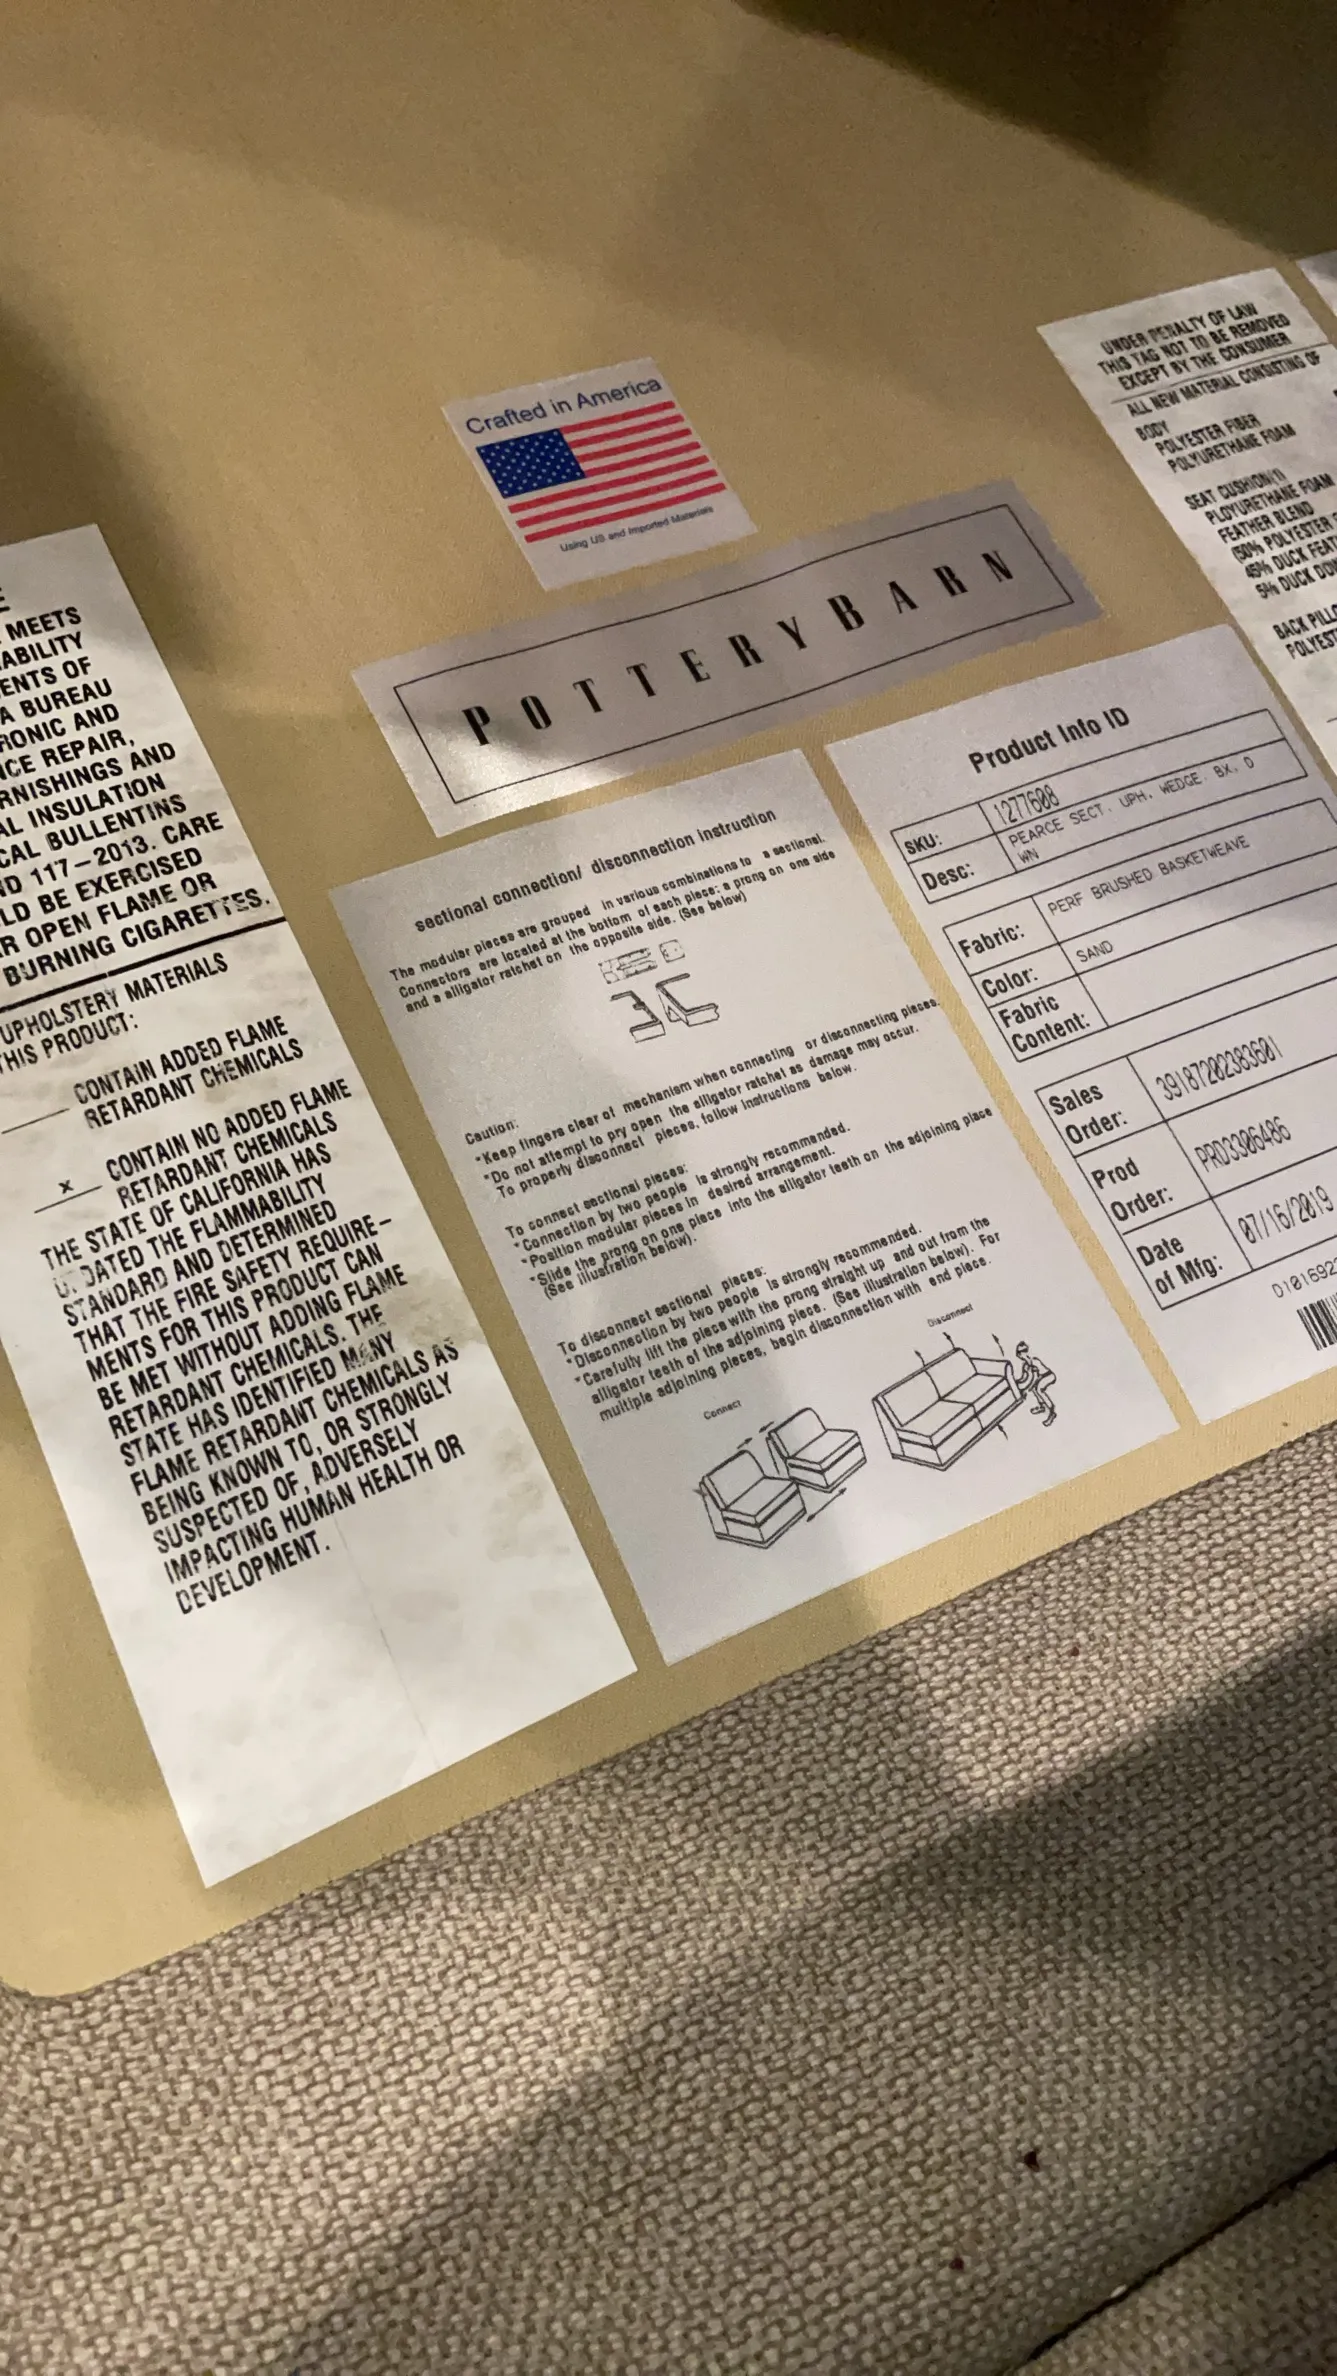 E
MEETS
ABILITY
ENTS OF
A BUREAU
RONIC AND
ICE REPAIR,
RNISHINGS AND
AL INSULATION
CAL BULLENTINS
ND 117-2013. CARE
LD BE EXERCISED
R OPEN FLAME OR
BURNING CIGARETTES.
UPHOLSTERY MATERIALS
THIS PRODUCT:
CONTAIN ADDED FLAME
RETARDANT CHEMICALS
x CONTAIN NO ADDED FLAME
RETARDANT CHEMICALS
THE STATE OF CALIFORNIA HAS
U DATED THE FLAMMABILITY
STANDARD AND DETERMINED
THAT THE FIRE SAFETY REQUIRE-
MENTS FOR THIS PRODUCT CAN
BE MET WITHOUT ADDING FLAME
RETARDANT CHEMICALS. THE
STATE HAS IDENTIFIED MANY
FLAME RETARDANT CHEMICALS AS
BEING KNOWN TO, OR STRONGLY
SUSPECTED OF, ADVERSELY
IMPACTING HUMAN HEALTH OR
DEVELOPMENT.
Crafted in America
Using US and Imported Materials
POTTERYBARN
sectional connection/ disconnection instruction
The modular pieces are grouped in various combinations to a sectional.
Connectors are located at the bottom of each piece: a prong on one side
and a alligator ratchet on the opposite side. (See below)
Caution:
*Keep fingers clear of mechanism when connecting or disconnecting pieces.
*Do not attempt to pry open the alligator ratchet as damage may occur.
To properly disconnect pieces, follow instructions below.
To connect sectional pieces:
*Connection by two people is strongly recommended.
*Position modular pieces in desired arrangement.
*Slide the prong on one piece into the alligator teeth on the adjoining place
(See illustration below).
To disconnect sectional pieces:
*Disconnection by two people is strongly recommended.
*Carefully lift the piece with the prong straight up and out from the
alligator teeth of the adjoining piece. (See illustration below). For
multiple adjoining pieces, begin disconnection with end piece.
Connect
Disconnect
Product Info ID
SKU: 1277608
Desc: PEARCE SECT. UPH. WEDGE. BX. D
WN
Fabric: PERF BRUSHED BASKETWEAVE
Color: SAND
Fabric
Content:
Sales
Order: 39187202383601
Prod
Order: PRD3306486
Date
of Mfg: 07/16/2019
UNDER PENALTY OF LAW
THIS TAG NOT TO BE REMOVED
EXCEPT BY THE CONSUMER
ALL NEW MATERIAL CONSISTING OF
BODY
POLYESTER FIBER
POLYURETHANE FOAM
SEAT CUSHION(1)
PLOYURETHANE FOAM
FEATHER BLEND
(50% POLYESTER
45% DUCK FEAT
5% DUCK DOW
BACK PILLO
POLYEST